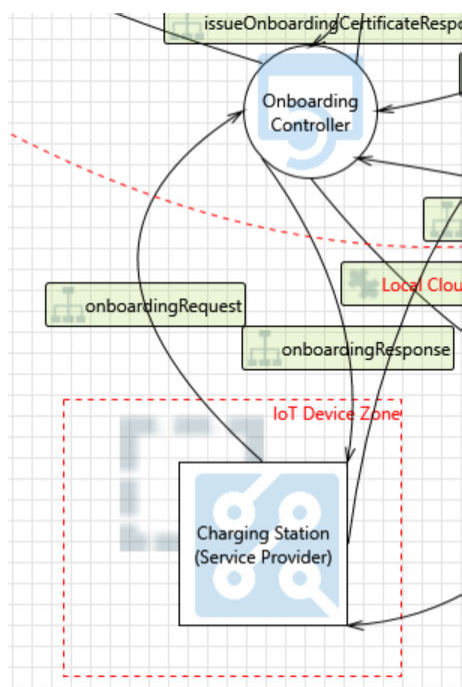 issueOnboardingCertificateRespo
Onboarding
Controller
Local Clou
onboardingRequest
onboardingResponse
IoT Device Zone
Charging Station
(Service Provider)